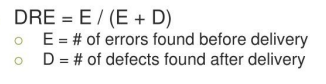 DRE = E / (E + D)
○ E = # of errors found before delivery
○ D = # of defects found after delivery